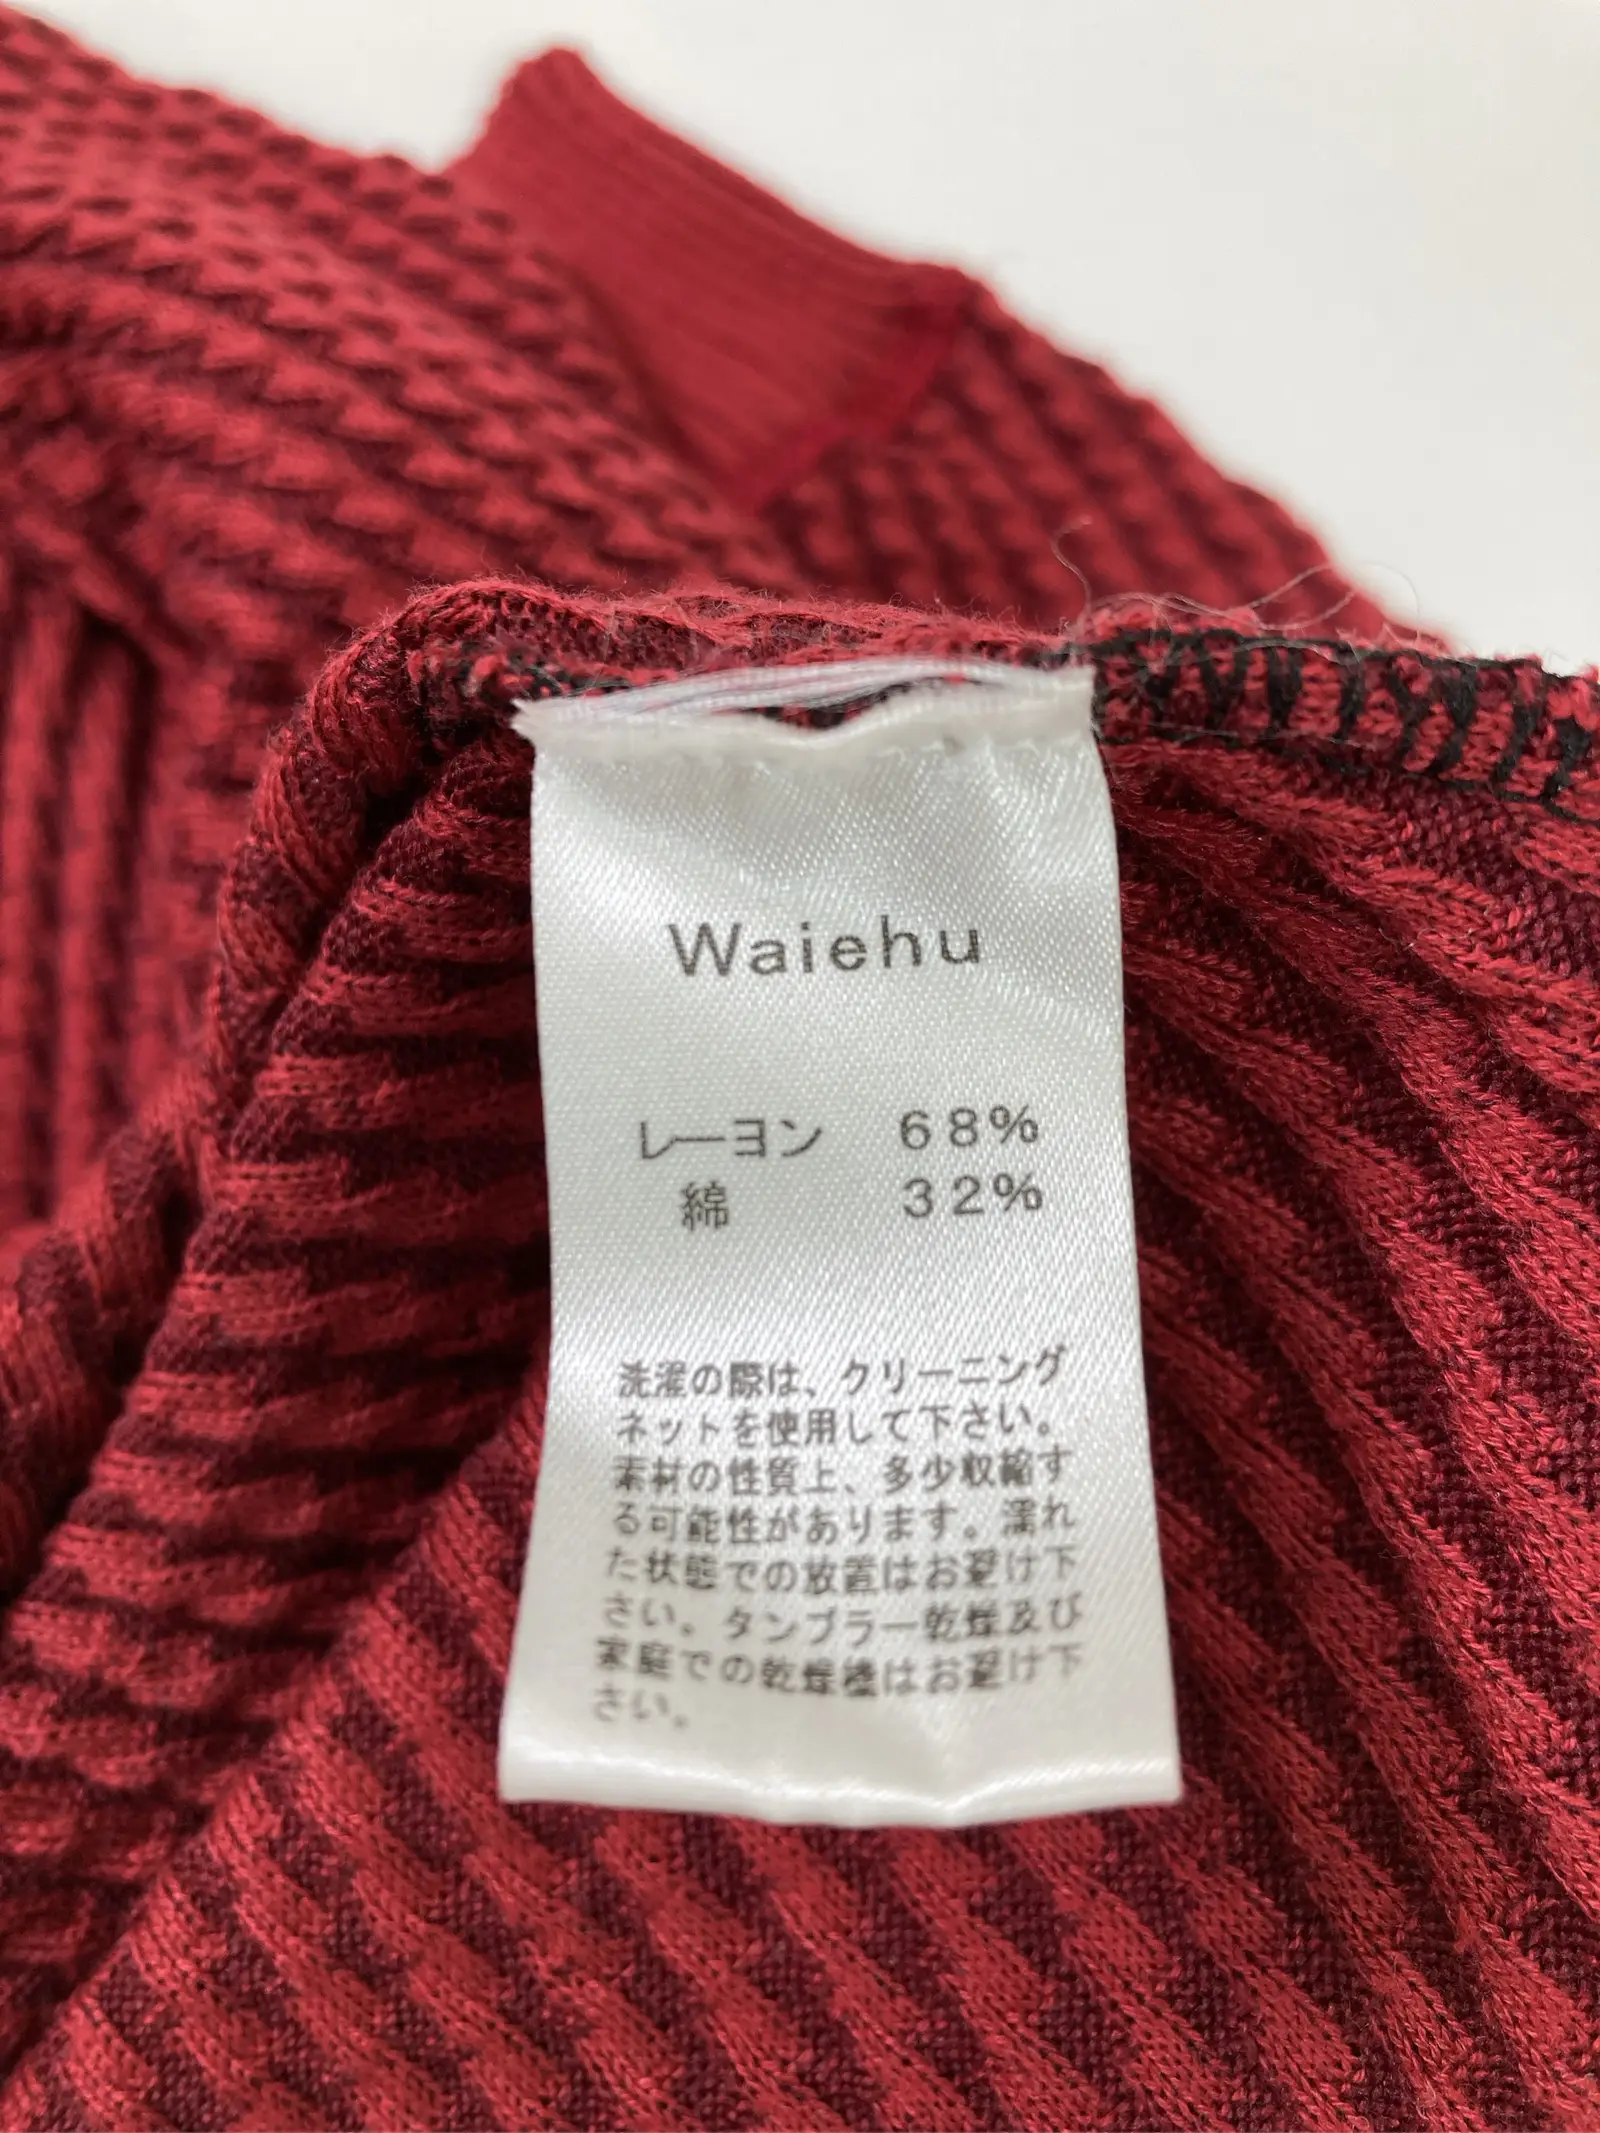 Waiehu
レーヨン 68%
綿 32%
洗濯の際は、クリーニング
ネットを使用して下さい。
素材の性質上、多少収縮す
る可能性があります。濡れ
た状態での放置はお避け下
さい。タンブラー乾燥及び
家庭での乾燥機はお避け下
さい。